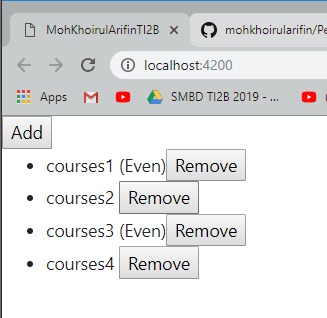 MohKhoirulArifinTI2B
mohkhoirularifin/Pe
localhost:4200
Apps
SMBD TI2B 2019 - ...
Add
courses1 (Even) Remove
courses2 Remove
courses3 (Even) Remove
courses4 Remove